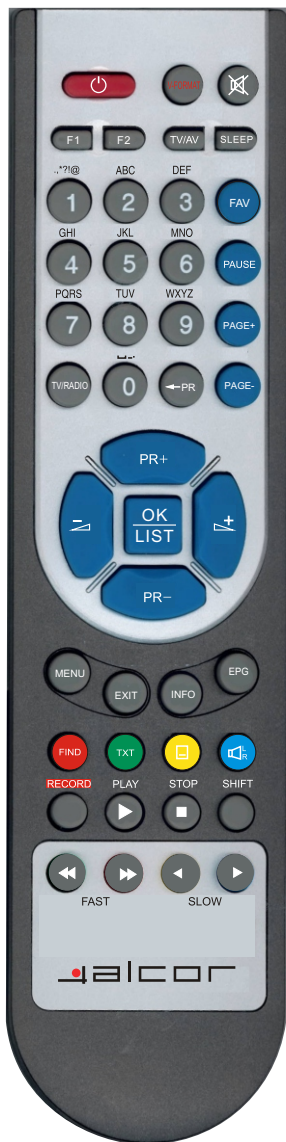 F1 F2 TV/AV SLEEP
.,*?!@ ABC DEF
1 2 3 FAV
GHI JKL MNO
4 5 6 PAUSE
PQRS TUV WXYZ
7 8 9 PAGE+
TV/RADIO 0 ←PR PAGE-
PR+
- OK +
LIST
PR-
MENU EPG
EXIT INFO
FIND TXT L
R
RECORD PLAY STOP SHIFT
FAST SLOW
alcor